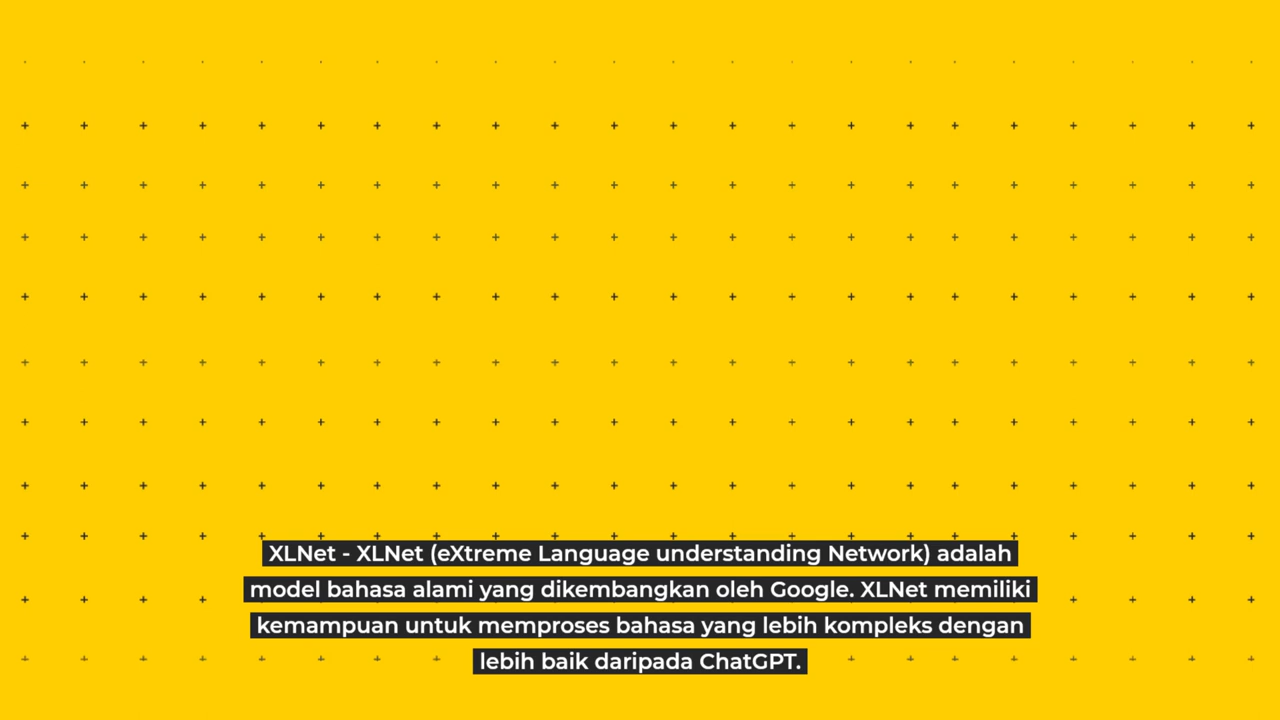 XLNet - XLNet (eXtreme Language understanding Network) adalah
model bahasa alami yang dikembangkan oleh Google. XLNet memiliki
kemampuan untuk memproses bahasa yang lebih kompleks dengan
lebih baik daripada ChatGPT.